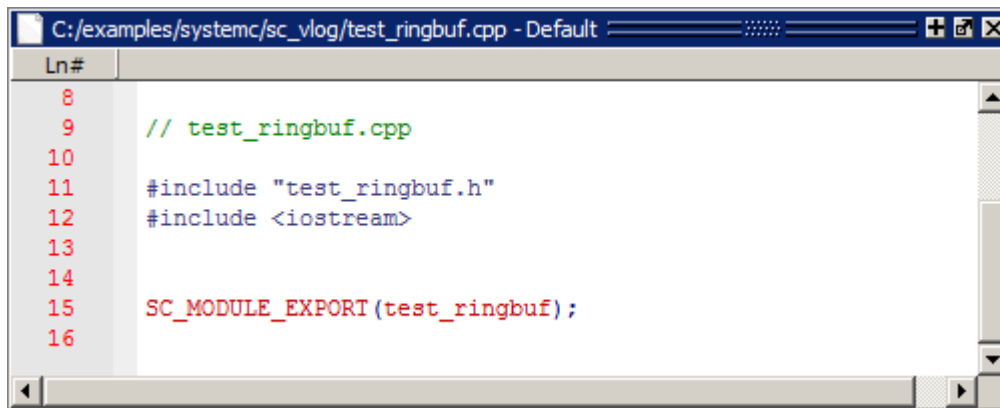 C:/examples/systemc/sc_vlog/test_ringbuf.cpp - Default
Ln#
8
9 // test_ringbuf.cpp
10
11 #include "test_ringbuf.h"
12 #include <iostream>
13
14
15 SC_MODULE_EXPORT(test_ringbuf);
16